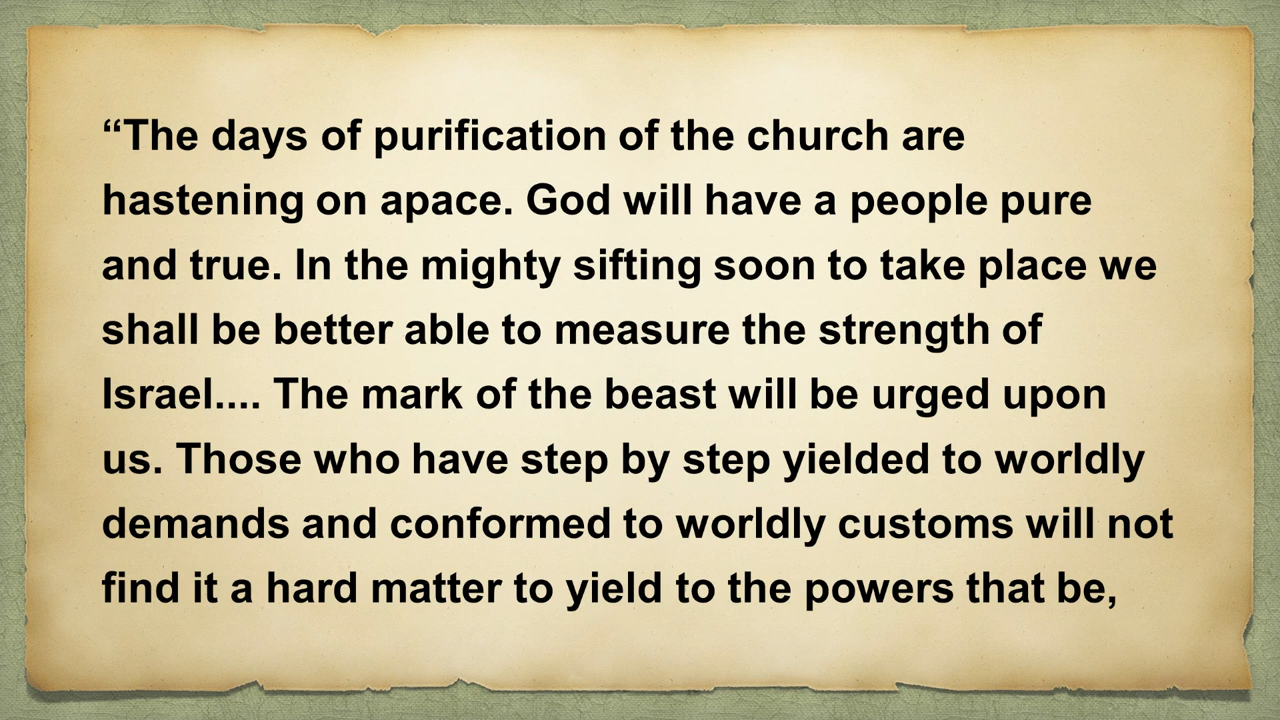 “The days of purification of the church are
hastening on apace. God will have a people pure
and true. In the mighty sifting soon to take place we
shall be better able to measure the strength of
Israel.... The mark of the beast will be urged upon
us. Those who have step by step yielded to worldly
demands and conformed to worldly customs will not
find it a hard matter to yield to the powers that be,